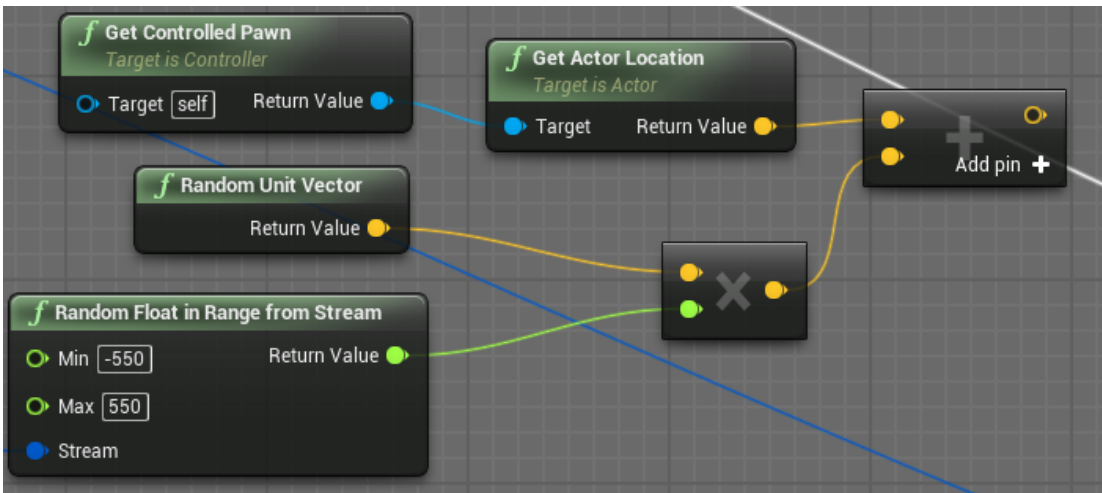 Get Controlled Pawn
Target is Controller
Target self Return Value
Get Actor Location
Target is Actor
Target Return Value
Add pin
Random Unit Vector
Return Value
Random Float in Range from Stream
Min -550 Return Value
Max 550
Stream